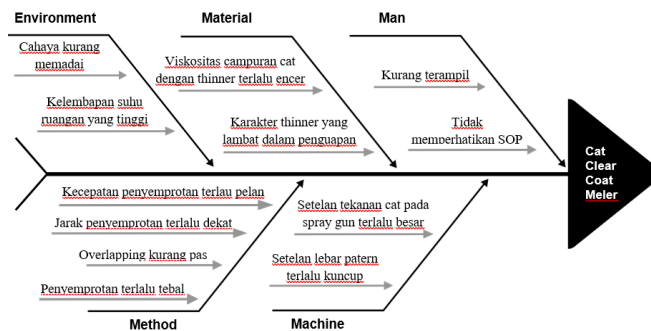 Environment
Material
Man
Cahaya kurang
memadai
Kelembapan suhu
ruangan yang tinggi
Viskositas campuran cat
dengan thinner terlalu encer
Karakter thinner yang
lambat dalam penguapan
Kurang terampil
Tidak
memperhatikan SOP
Cat
Clear
Coat
Meler
Kecepatan penyemprotan terlau pelan
Jarak penyemprotan terlalu dekat
Overlapping kurang pas
Penyemprotan terlalu tebal
Setelan tekanan cat pada
spray gun terlalu besar
Setelan lebar patern
terlalu kuncup
Method
Machine